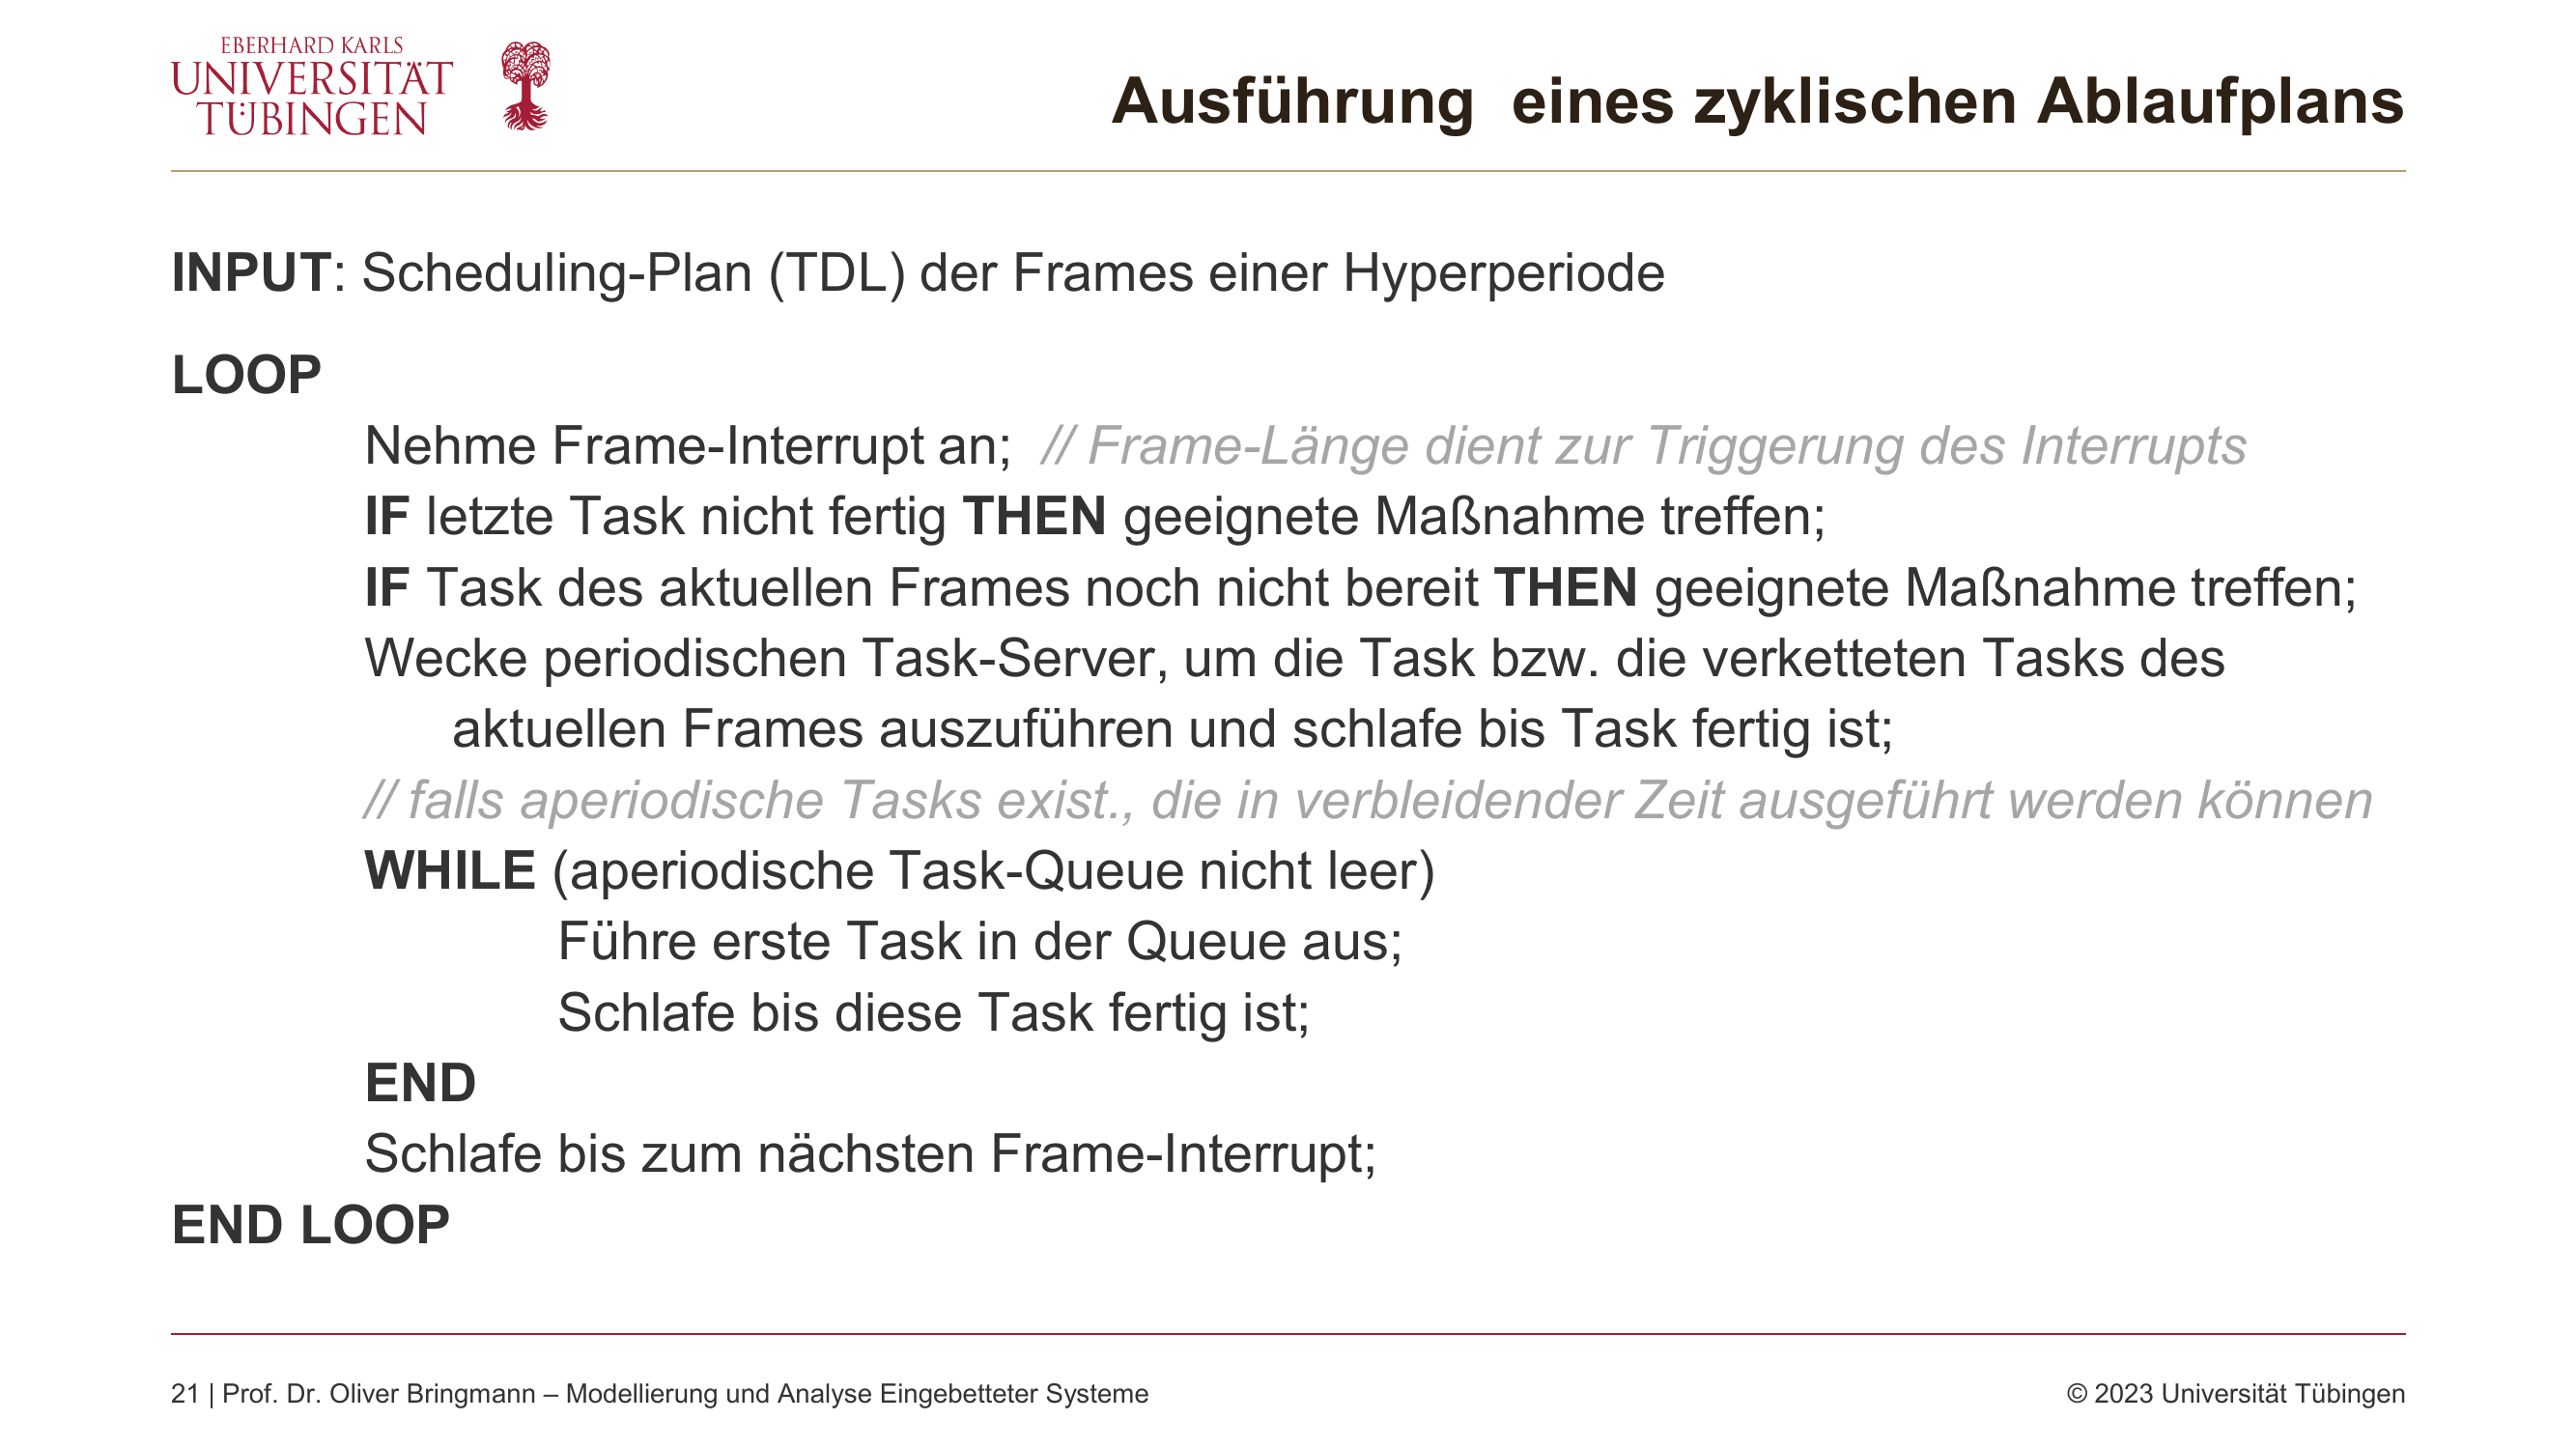 EBERHARD KARLS
UNIVERSITÄT
TÜBINGEN
Ausführung eines zyklischen Ablaufplans
INPUT: Scheduling-Plan (TDL) der Frames einer Hyperperiode
LOOP
Nehme Frame-Interrupt an; // Frame-Länge dient zur Triggerung des Interrupts
IF letzte Task nicht fertig THEN geeignete Maßnahme treffen;
IF Task des aktuellen Frames noch nicht bereit THEN geeignete Maßnahme treffen;
Wecke periodischen Task-Server, um die Task bzw. die verketteten Tasks des
aktuellen Frames auszuführen und schlafe bis Task fertig ist;
// falls aperiodische Tasks exist., die in verbleidender Zeit ausgeführt werden können
WHILE (aperiodische Task-Queue nicht leer)
Führe erste Task in der Queue aus;
Schlafe bis diese Task fertig ist;
END
Schlafe bis zum nächsten Frame-Interrupt;
END LOOP
21 | Prof. Dr. Oliver Bringmann – Modellierung und Analyse Eingebetteter Systeme
© 2023 Universität Tübingen